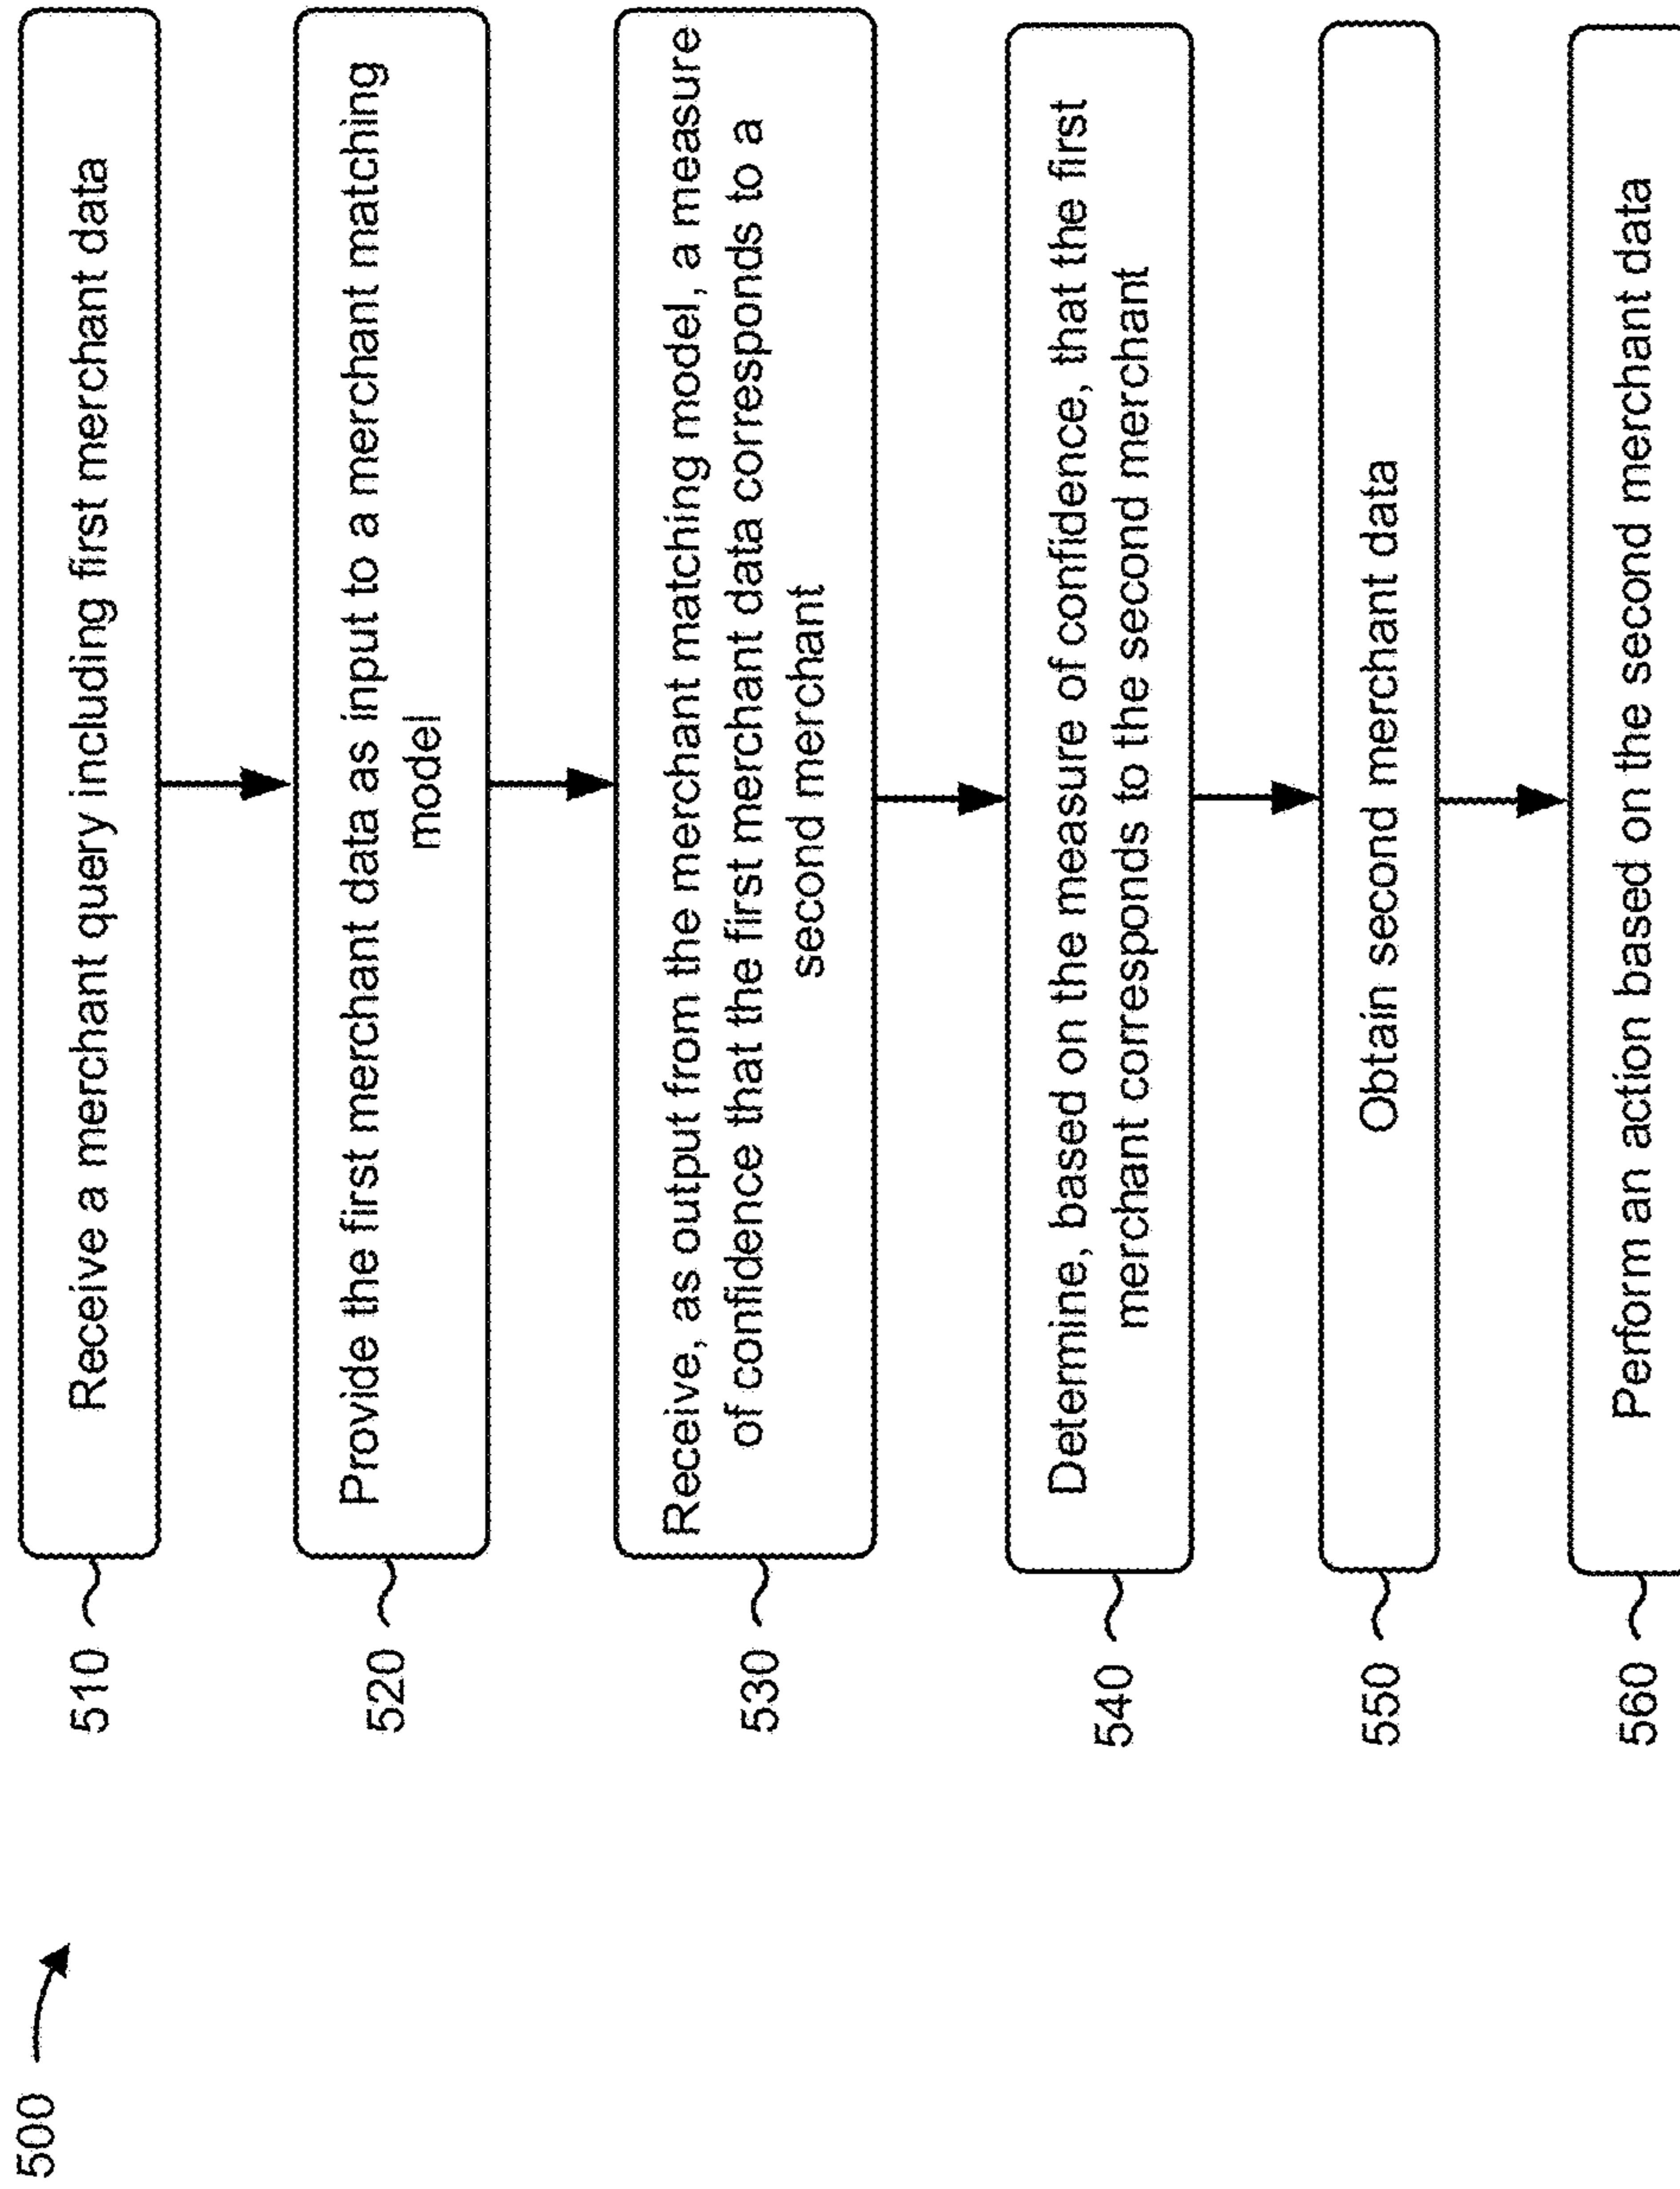 500
510
Receive a merchant query including first merchant data
520
Provide the first merchant data as input to a merchant matching
model
530
Receive, as output from the merchant matching model, a measure
of confidence that the first merchant data corresponds to a
second merchant
540
Determine, based on the measure of confidence, that the first
merchant corresponds to the second merchant
550
Obtain second merchant data
560
Perform an action based on the second merchant data